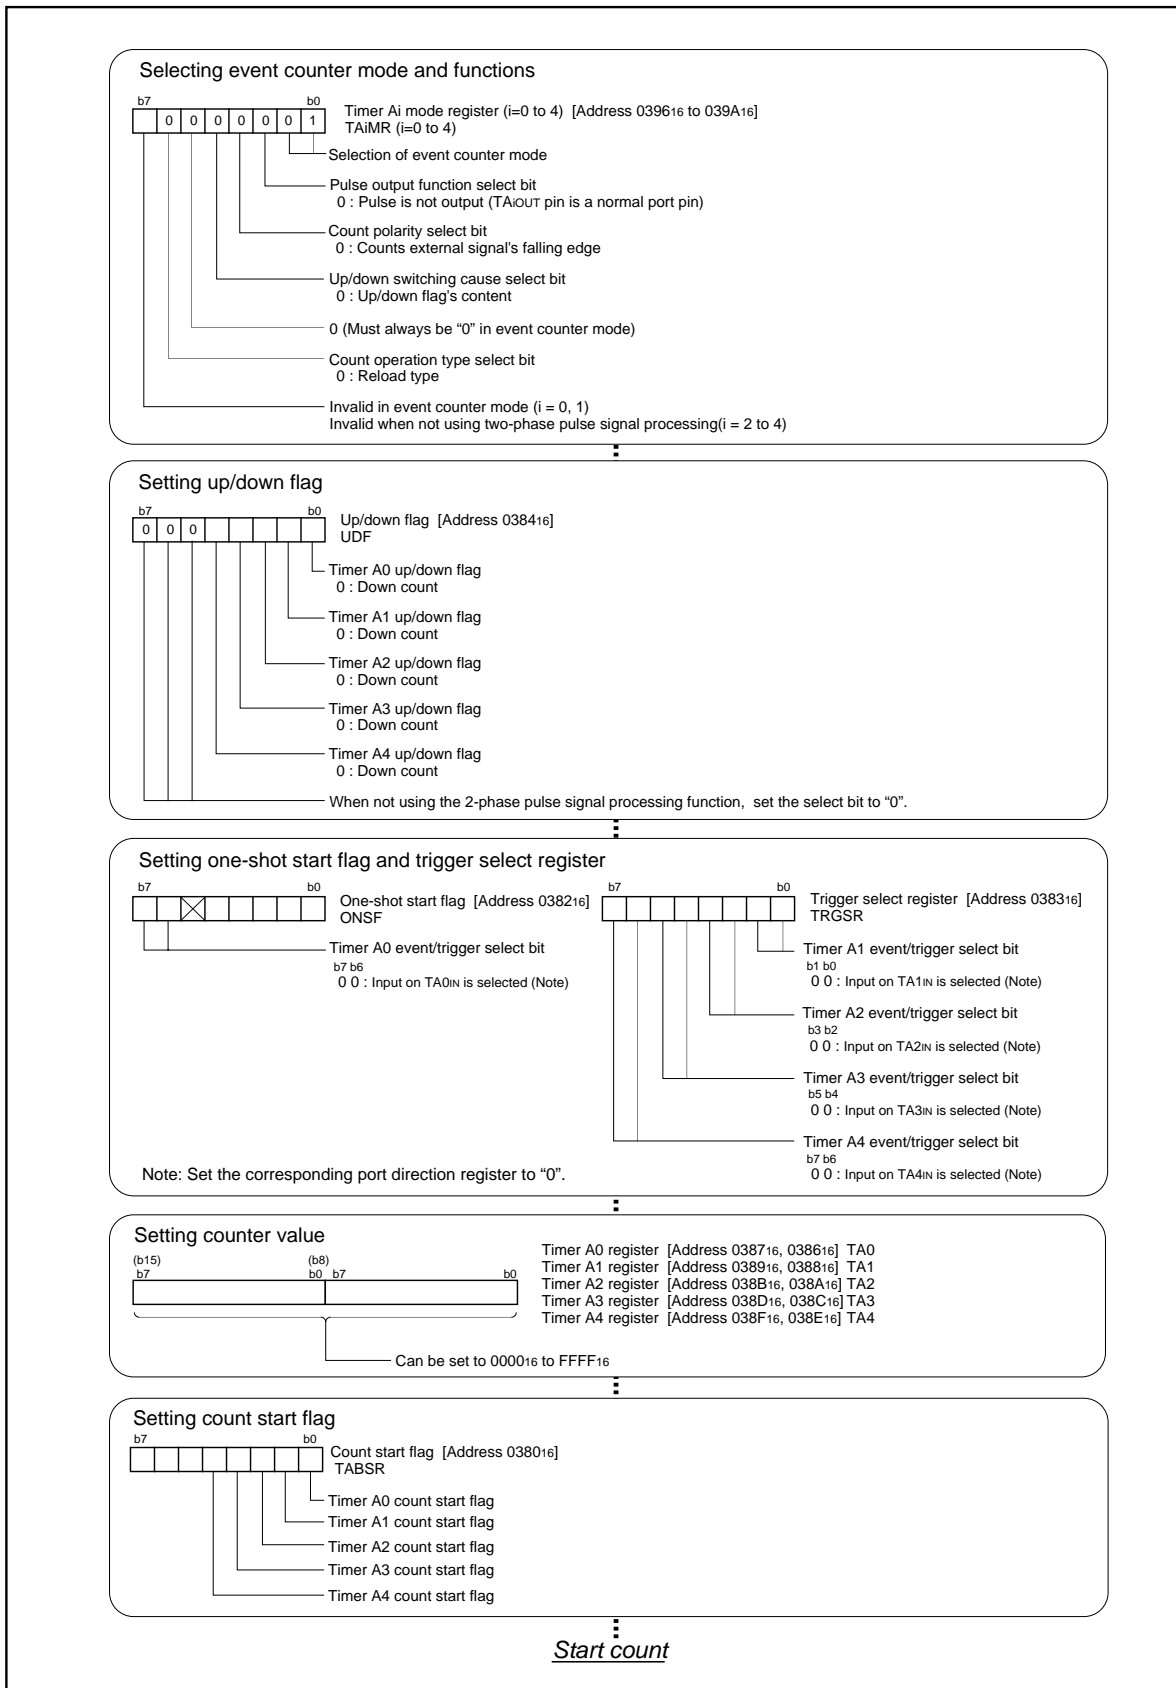 Selecting event counter mode and functions
b7 b0
0 0 0 0 0 0 1
Timer Ai mode register (i=0 to 4) [Address 039616 to 039A16]
TAiMR (i=0 to 4)
Selection of event counter mode
Pulse output function select bit
0 : Pulse is not output (TAiOUT pin is a normal port pin)
Count polarity select bit
0 : Counts external signal's falling edge
Up/down switching cause select bit
0 : Up/down flag's content
0 (Must always be “0” in event counter mode)
Count operation type select bit
0 : Reload type
Invalid in event counter mode (i = 0, 1)
Invalid when not using two-phase pulse signal processing(i = 2 to 4)
Setting up/down flag
b7 b0
0 0 0
Up/down flag [Address 038416]
UDF
Timer A0 up/down flag
0 : Down count
Timer A1 up/down flag
0 : Down count
Timer A2 up/down flag
0 : Down count
Timer A3 up/down flag
0 : Down count
Timer A4 up/down flag
0 : Down count
When not using the 2-phase pulse signal processing function, set the select bit to “0”.
Setting one-shot start flag and trigger select register
b7 b0
One-shot start flag [Address 038216]
ONSF
Timer A0 event/trigger select bit
b7 b6
0 0 : Input on TA0IN is selected (Note)
b7 b0
Trigger select register [Address 038316]
TRGSR
Timer A1 event/trigger select bit
b1 b0
0 0 : Input on TA1IN is selected (Note)
Timer A2 event/trigger select bit
b3 b2
0 0 : Input on TA2IN is selected (Note)
Timer A3 event/trigger select bit
b5 b4
0 0 : Input on TA3IN is selected (Note)
Timer A4 event/trigger select bit
b7 b6
0 0 : Input on TA4IN is selected (Note)
Note: Set the corresponding port direction register to “0”.
Setting counter value
(b15) (b8)
b7 b0 b7 b0
Timer A0 register [Address 038716, 038616] TA0
Timer A1 register [Address 038916, 038816] TA1
Timer A2 register [Address 038B16, 038A16] TA2
Timer A3 register [Address 038D16, 038C16] TA3
Timer A4 register [Address 038F16, 038E16] TA4
Can be set to 000016 to FFFF16
Setting count start flag
b7 b0
Count start flag [Address 038016]
TABSR
Timer A0 count start flag
Timer A1 count start flag
Timer A2 count start flag
Timer A3 count start flag
Timer A4 count start flag
Start count